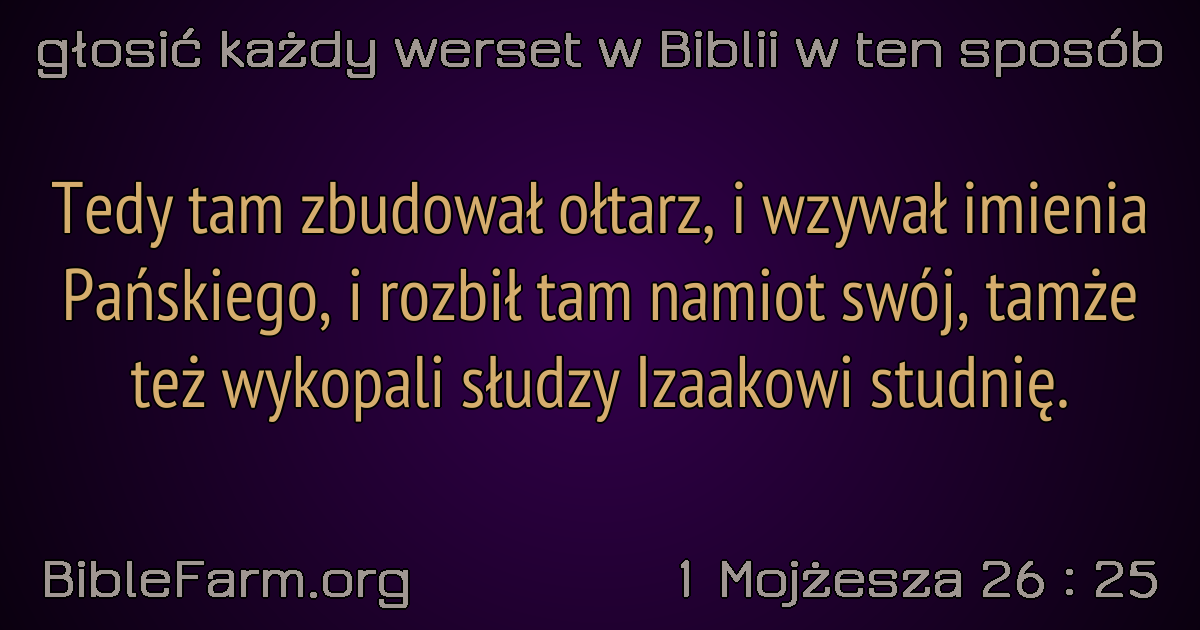 głosić każdy werset w Biblii w ten sposób
Tedy tam zbudował ołtarz, i wzywał imienia
Pańskiego, i rozbił tam namiot swój, tamże
też wykopali słudzy Izaakowi studnię.
BibleFarm.org
1 Mojżesza 26 : 25